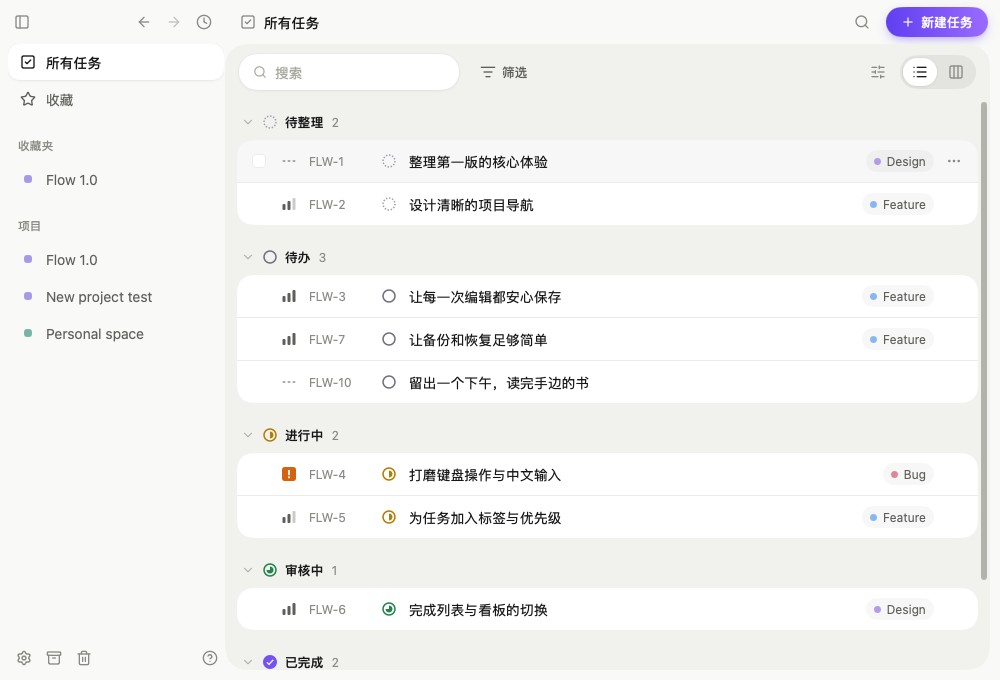 所有任务
新建任务
所有任务
收藏
收藏夹
Flow 1.0
项目
Flow 1.0
New project test
Personal space
搜索
筛选
待整理 2
FLW-1 整理第一版的核心体验 Design
FLW-2 设计清晰的项目导航 Feature
待办 3
FLW-3 让每一次编辑都安心保存 Feature
FLW-7 让备份和恢复足够简单 Feature
FLW-10 留出一个下午，读完手边的书
进行中 2
FLW-4 打磨键盘操作与中文输入 Bug
FLW-5 为任务加入标签与优先级 Feature
审核中 1
FLW-6 完成列表与看板的切换 Design
已完成 2